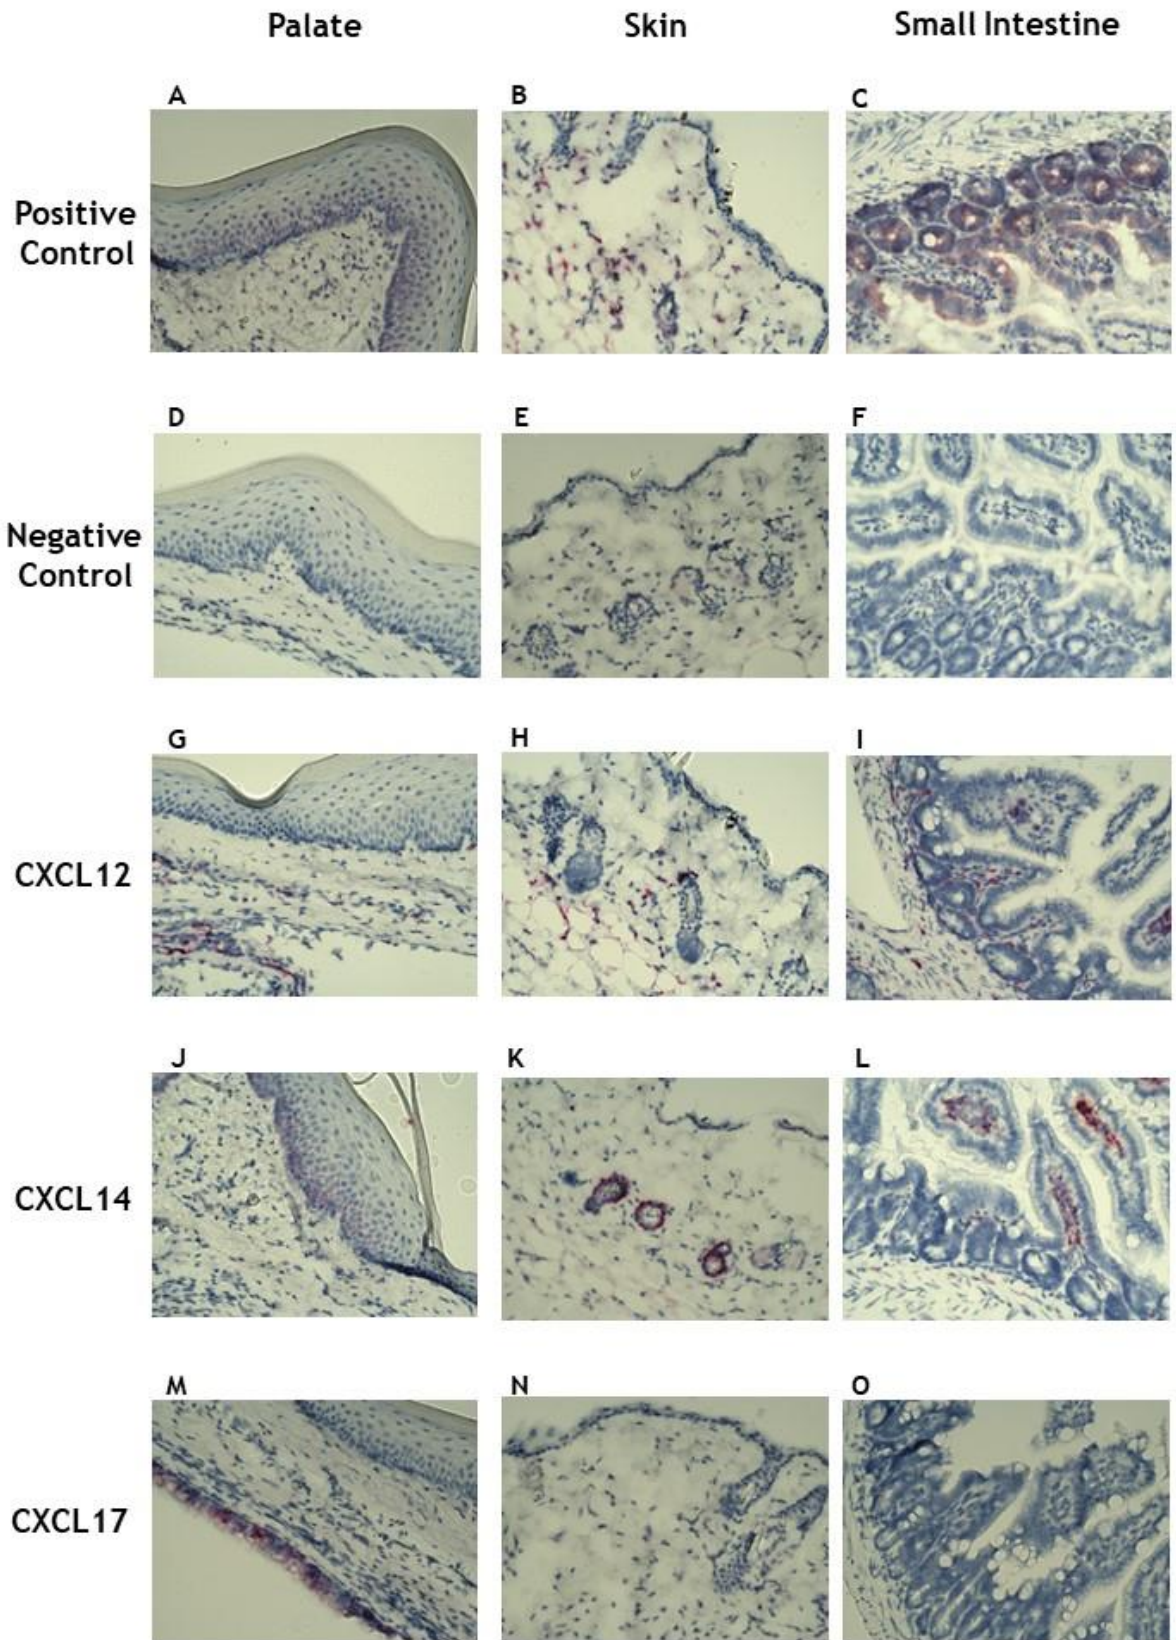 Palate Skin Small Intestine
A B C
Positive
Control
D E F
Negative
Control
G H I
CXCL12
J K L
CXCL14
M N O
CXCL17